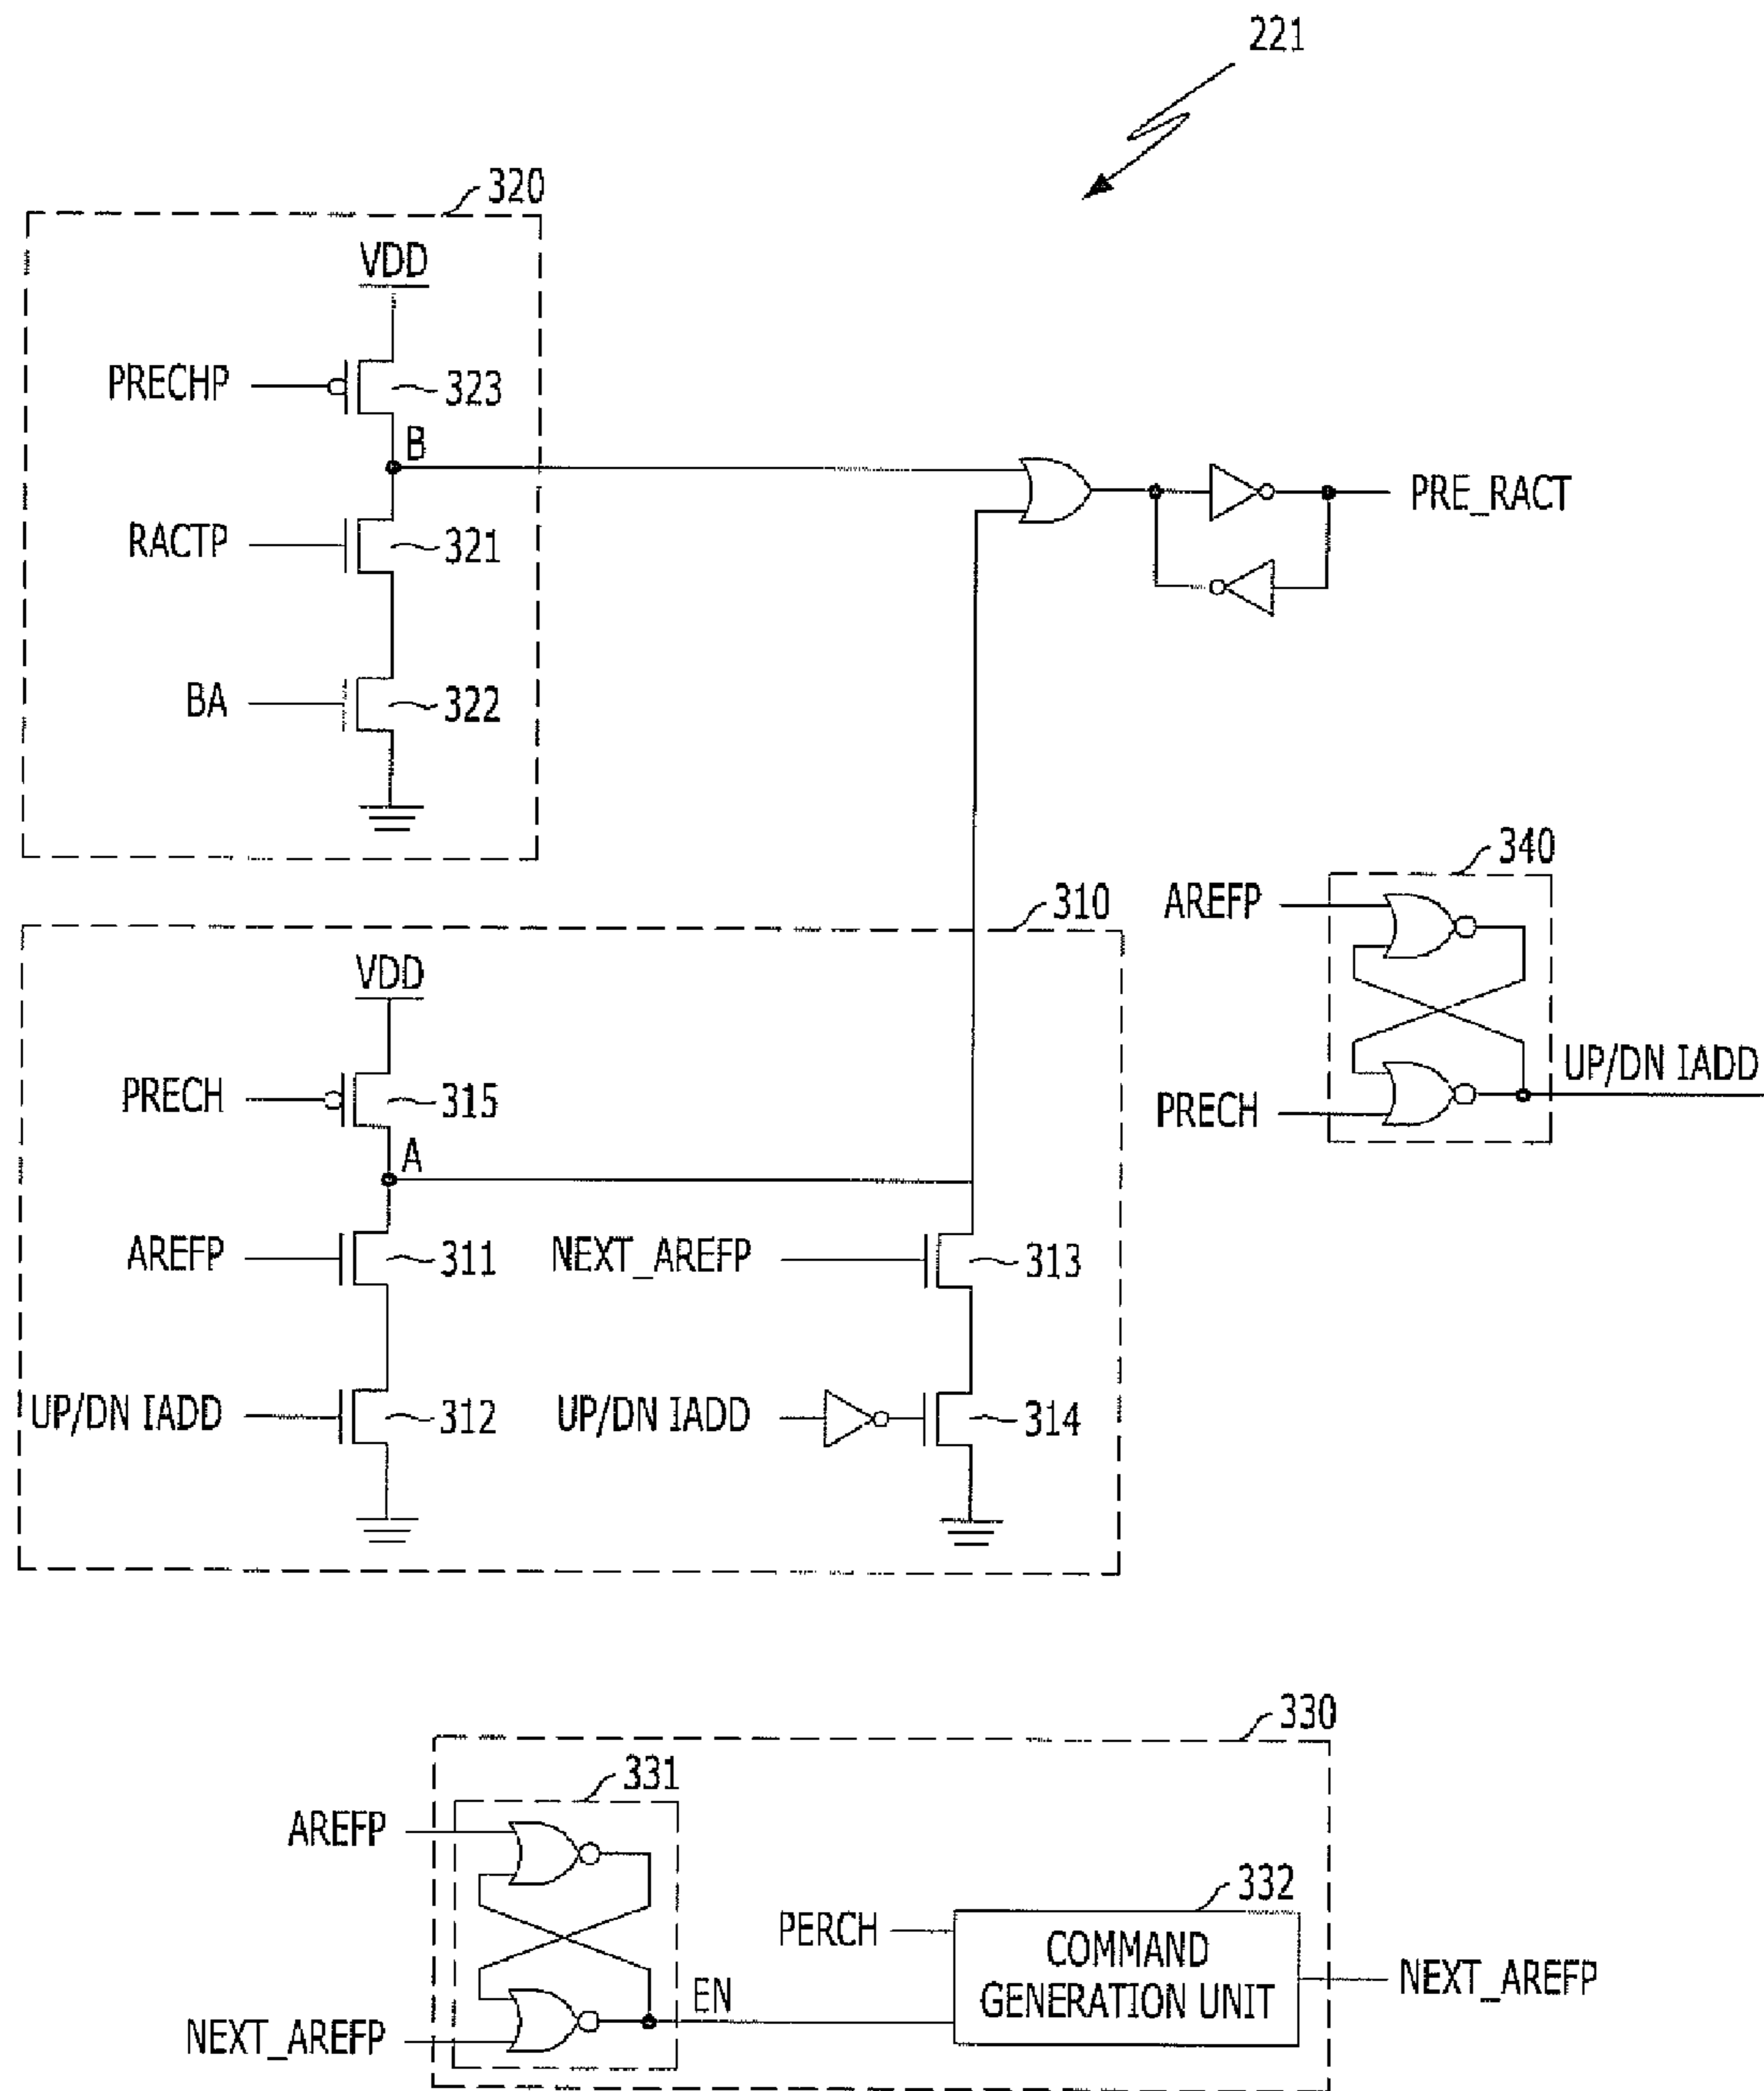 221
320
VDD
PRECHP
323
B
RACTP
321
PRE_RACT
BA
322
340
AREFP
310
VDD
PRECH
315
A
PRECH
UP/DN IADD
AREFP
311
NEXT_AREFP
313
UP/DN IADD
312
UP/DN IADD
314
330
331
AREFP
332
PERCH
COMMAND
GENERATION UNIT
NEXT_AREFP
EN
NEXT_AREFP